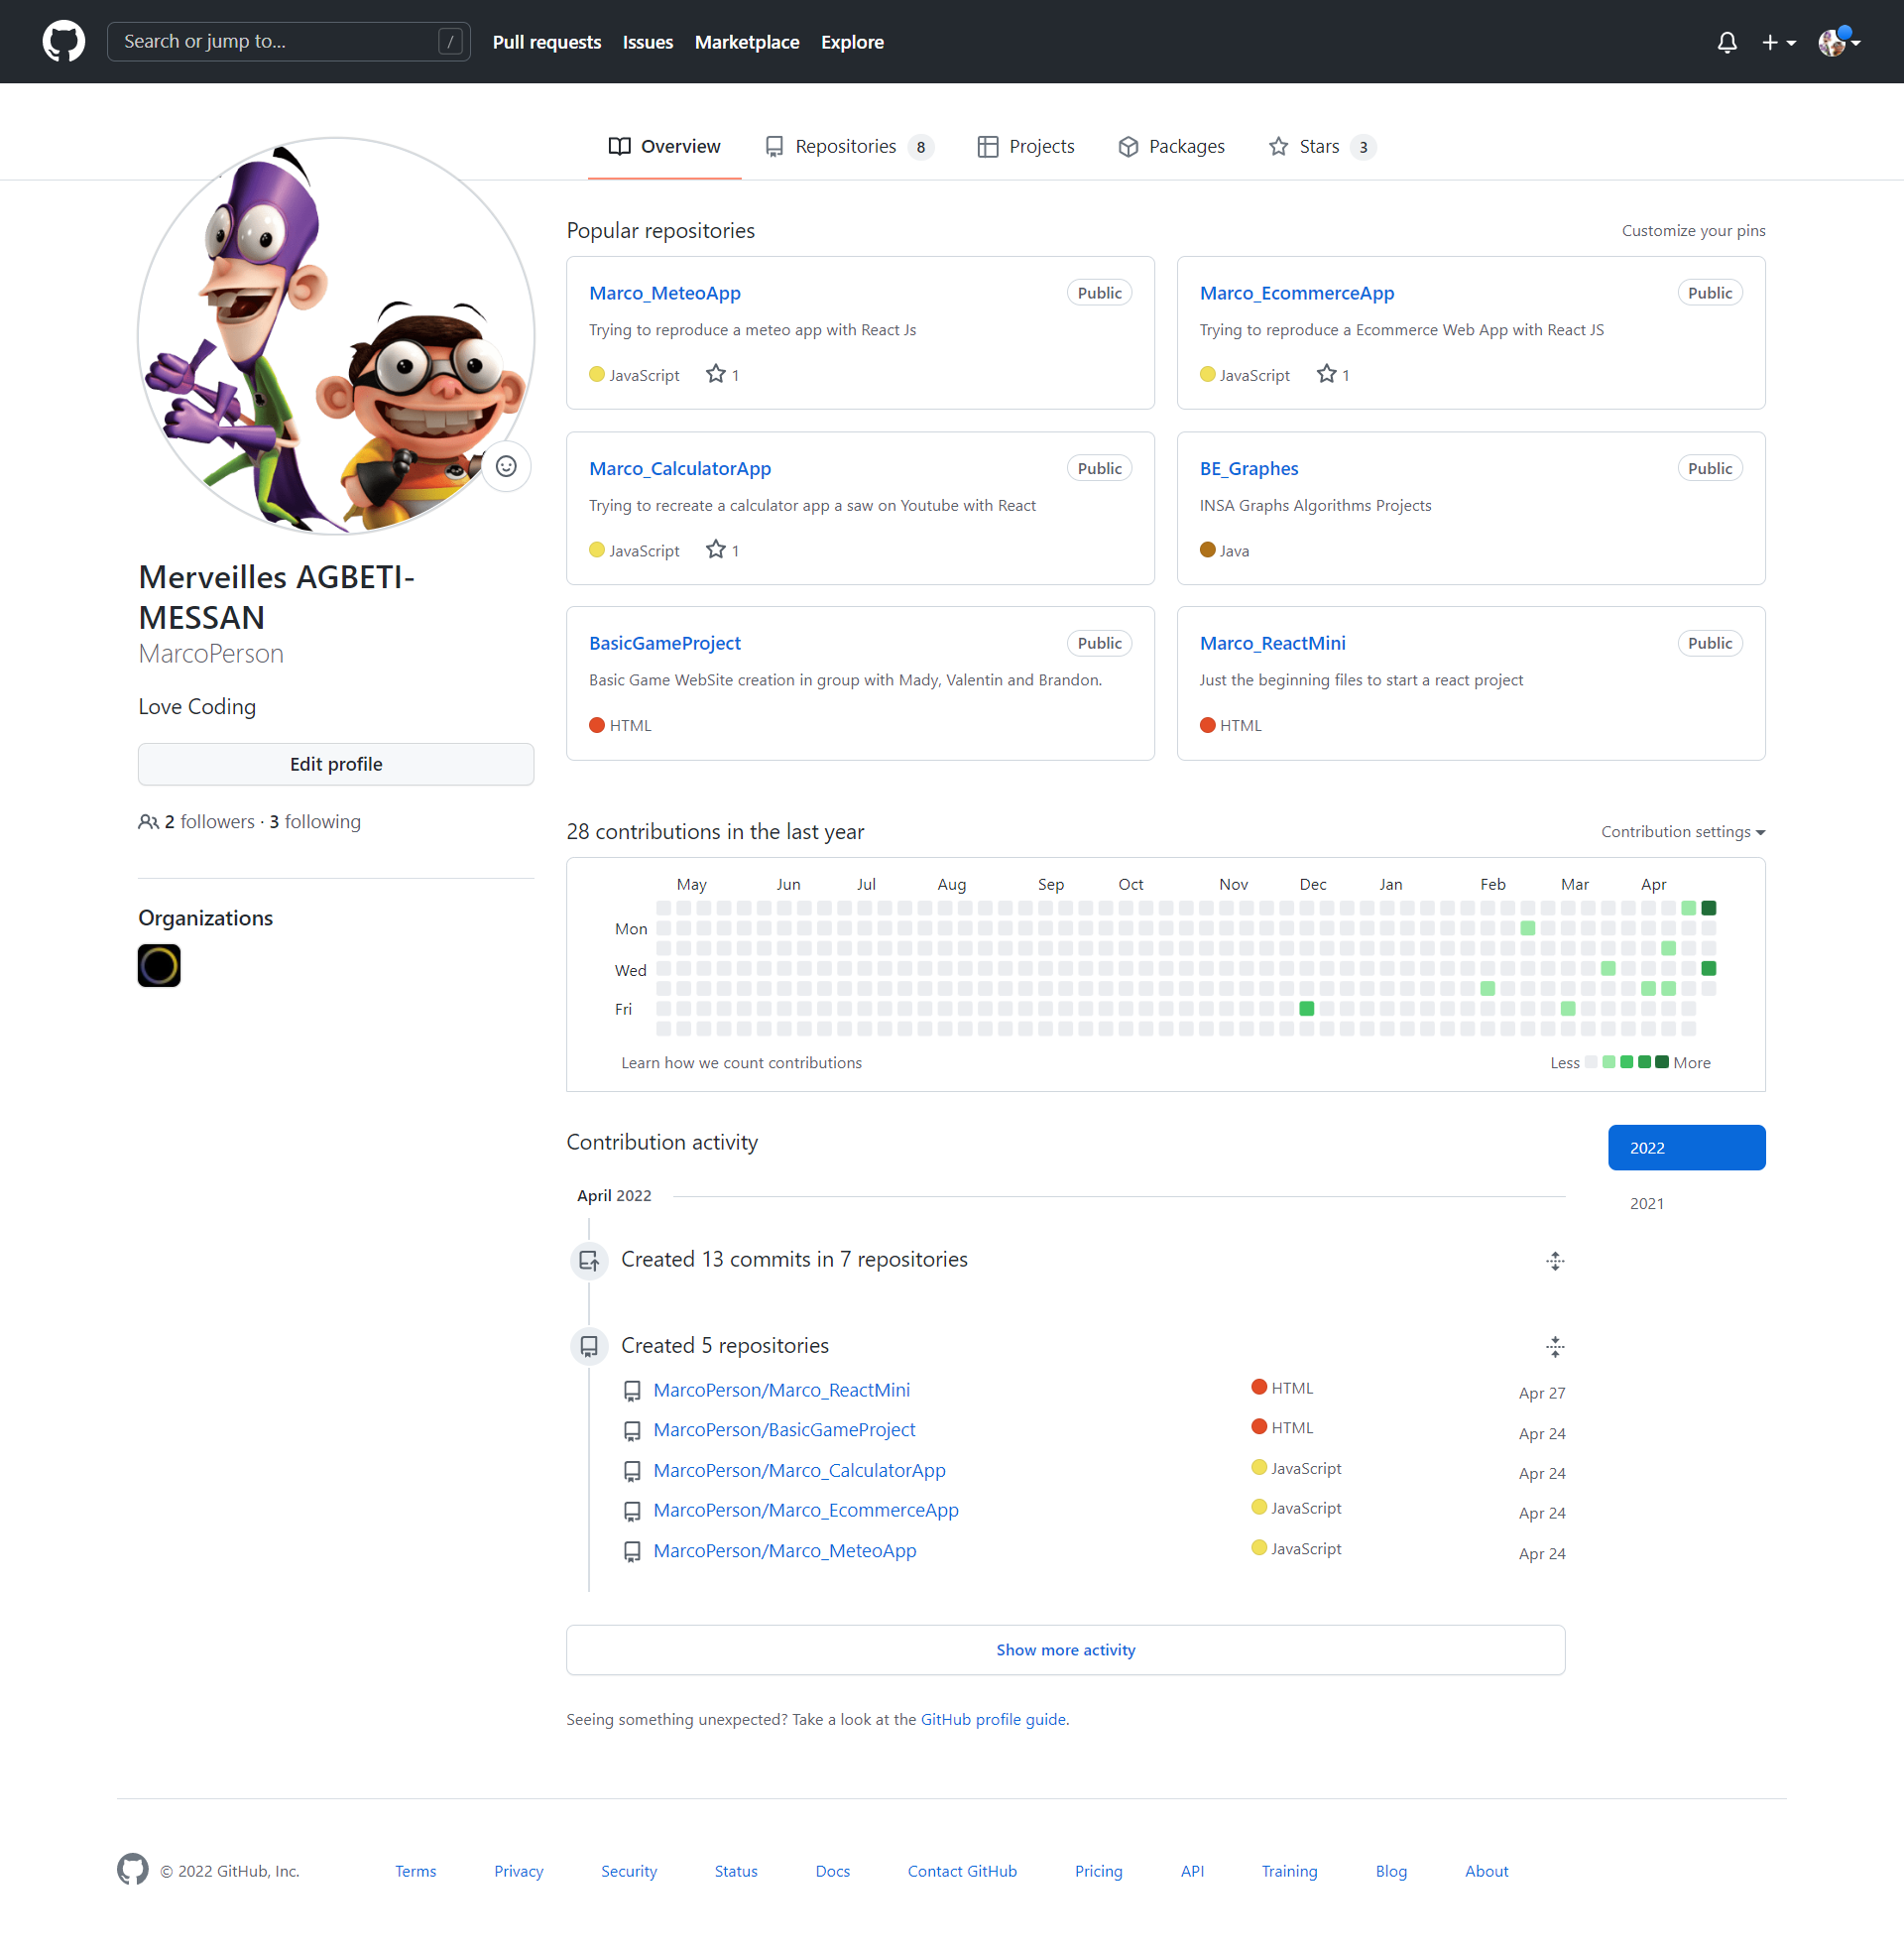 Search or jump to... /
Pull requests Issues Marketplace Explore
Overview Repositories 8 Projects Packages Stars 3
Merveilles AGBETI-
MESSAN
MarcoPerson
Love Coding
Edit profile
2 followers · 3 following
Organizations
Popular repositories Customize your pins
Marco_MeteoApp Public
Trying to reproduce a meteo app with React Js
JavaScript 1
Marco_EcommerceApp Public
Trying to reproduce a Ecommerce Web App with React JS
JavaScript 1
Marco_CalculatorApp Public
Trying to recreate a calculator app a saw on Youtube with React
JavaScript 1
BE_Graphes Public
INSA Graphs Algorithms Projects
Java
BasicGameProject Public
Basic Game WebSite creation in group with Mady, Valentin and Brandon.
HTML
Marco_ReactMini Public
Just the beginning files to start a react project
HTML
28 contributions in the last year Contribution settings
May Jun Jul Aug Sep Oct Nov Dec Jan Feb Mar Apr
Mon
Wed
Fri
Learn how we count contributions Less More
Contribution activity
2022
2021
April 2022
Created 13 commits in 7 repositories
Created 5 repositories
MarcoPerson/Marco_ReactMini HTML Apr 27
MarcoPerson/BasicGameProject HTML Apr 24
MarcoPerson/Marco_CalculatorApp JavaScript Apr 24
MarcoPerson/Marco_EcommerceApp JavaScript Apr 24
MarcoPerson/Marco_MeteoApp JavaScript Apr 24
Show more activity
Seeing something unexpected? Take a look at the GitHub profile guide.
© 2022 GitHub, Inc. Terms Privacy Security Status Docs Contact GitHub Pricing API Training Blog About